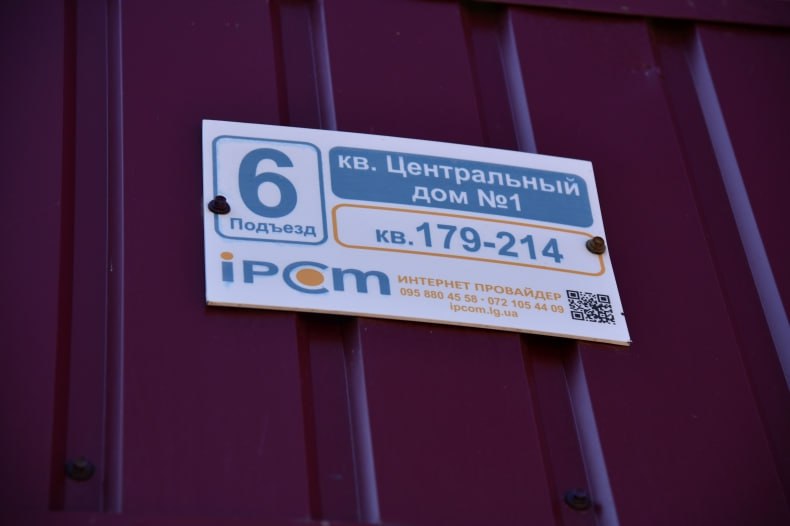 6
Подъезд
кв. Центральный
дом №1
кв.179-214
ipcom
ИНТЕРНЕТ ПРОВАЙДЕР
095 880 45 58 · 072 105 44 09
ipcom.lg.ua